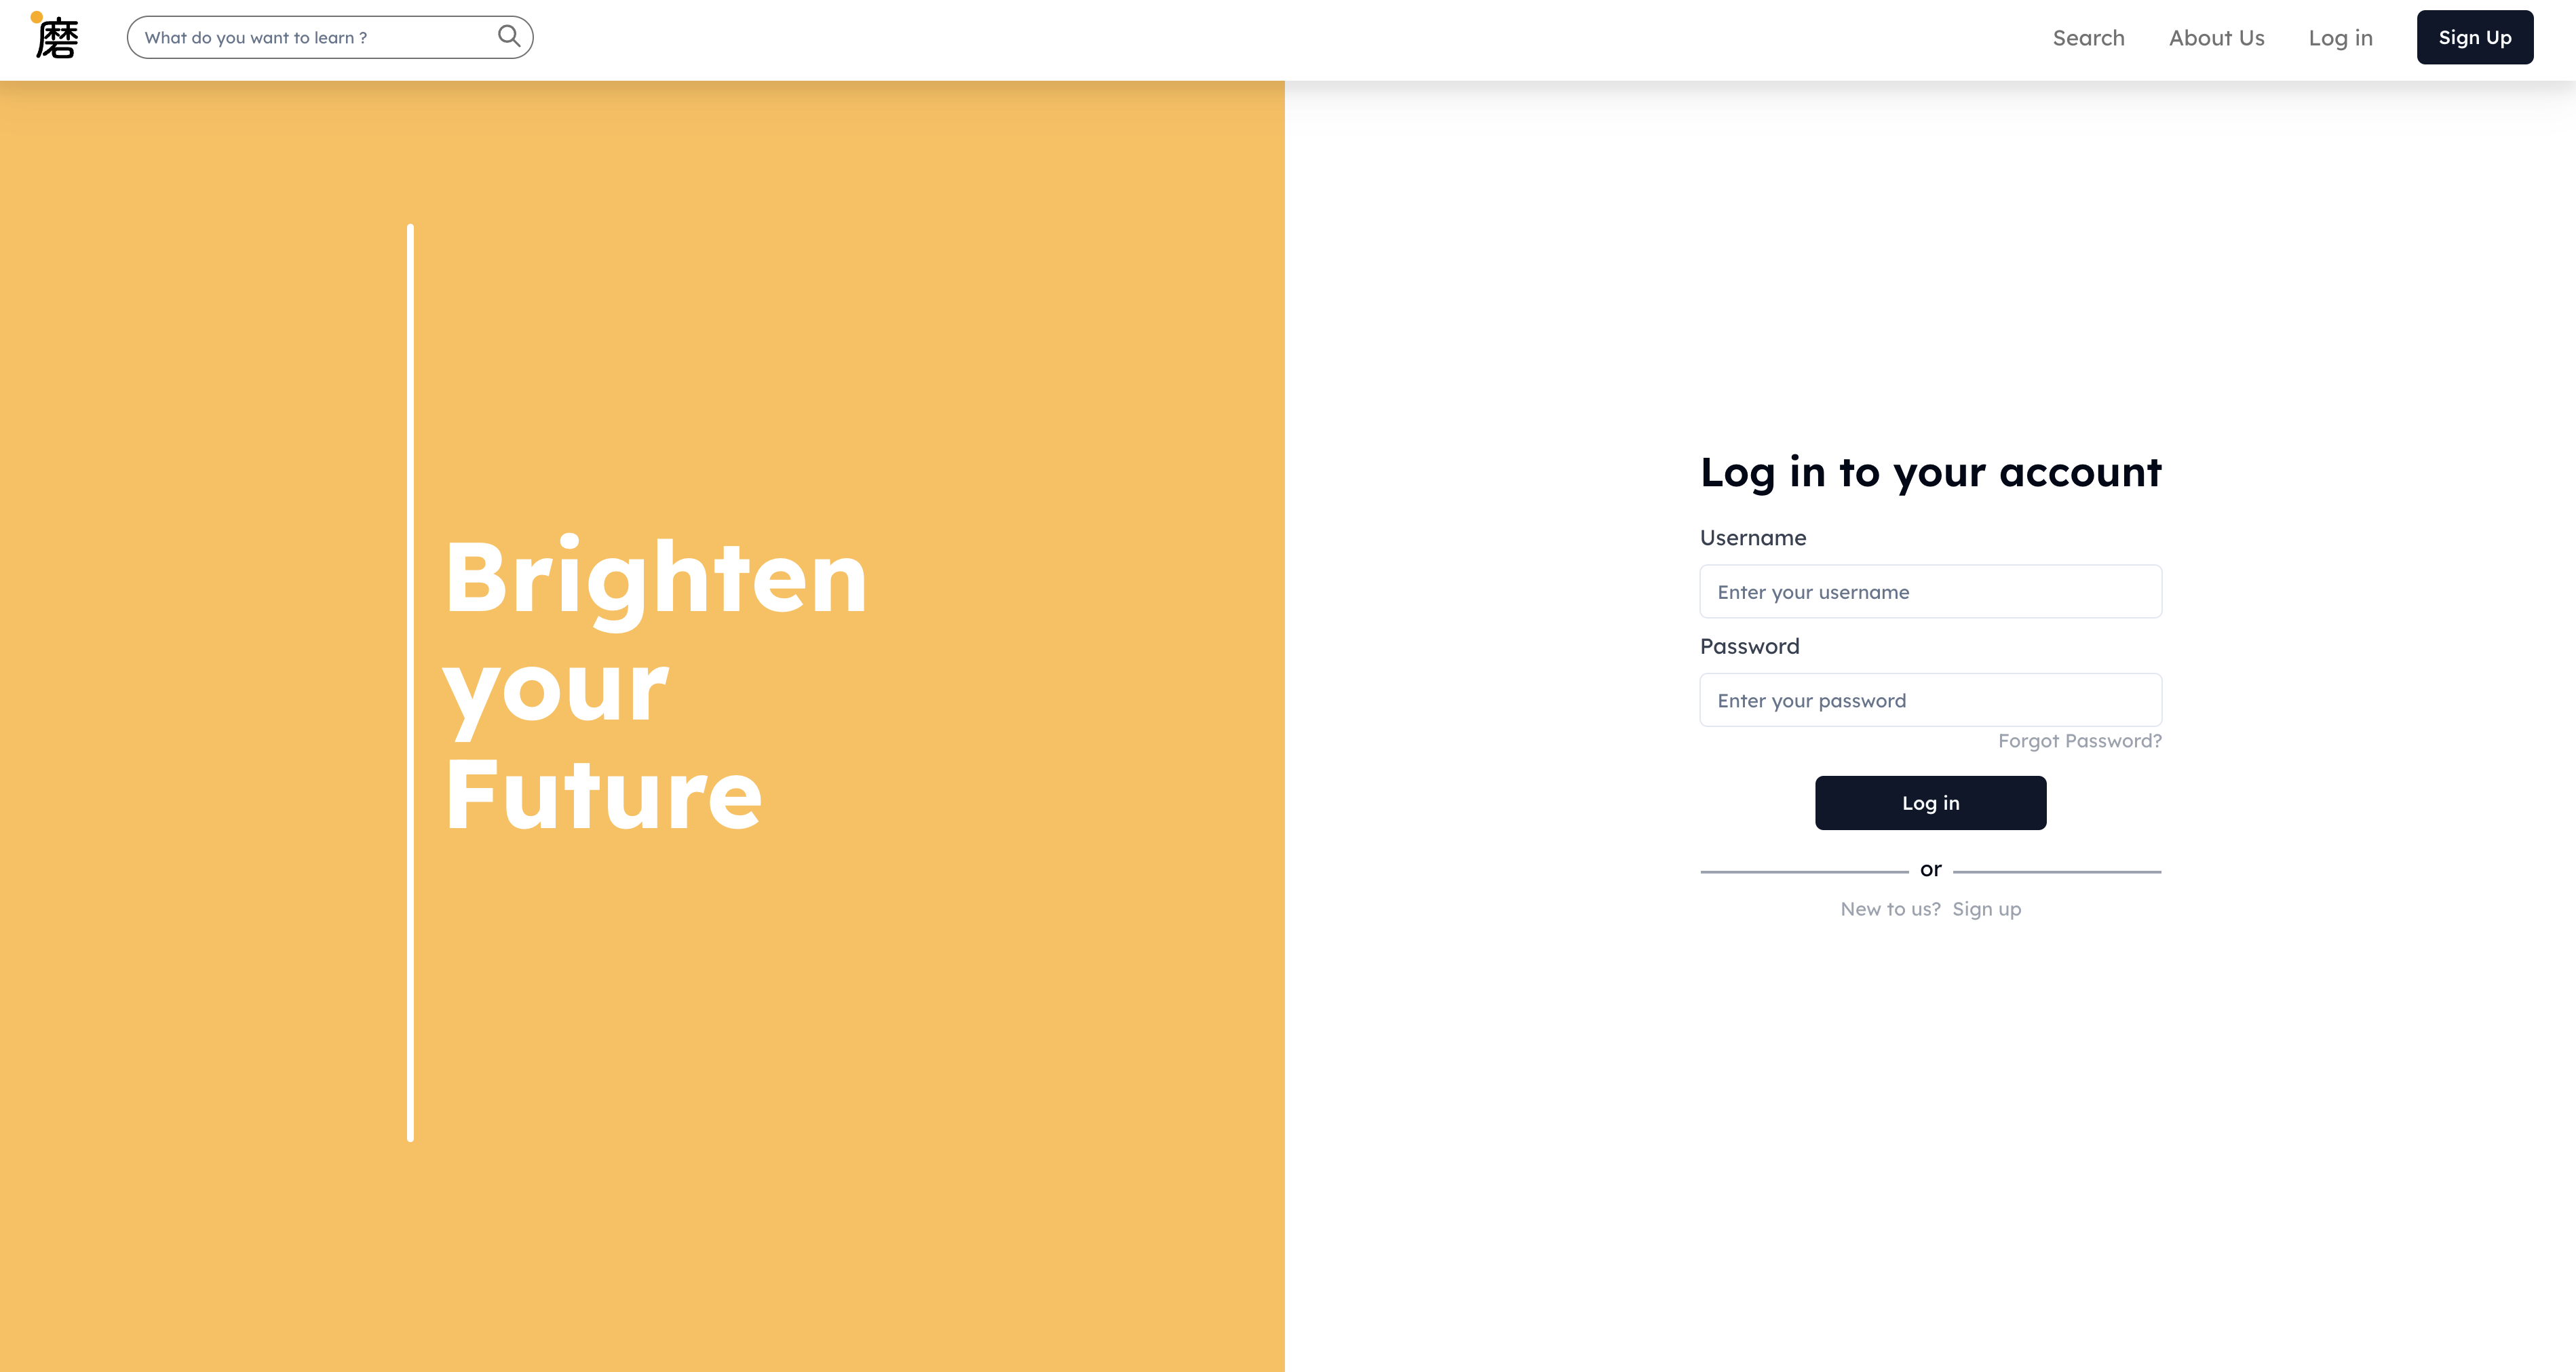 磨
What do you want to learn ?
Search
About Us
Log in
Sign Up
Brighten
your
Future
Log in to your account
Username
Enter your username
Password
Enter your password
Forgot Password?
Log in
or
New to us? Sign up